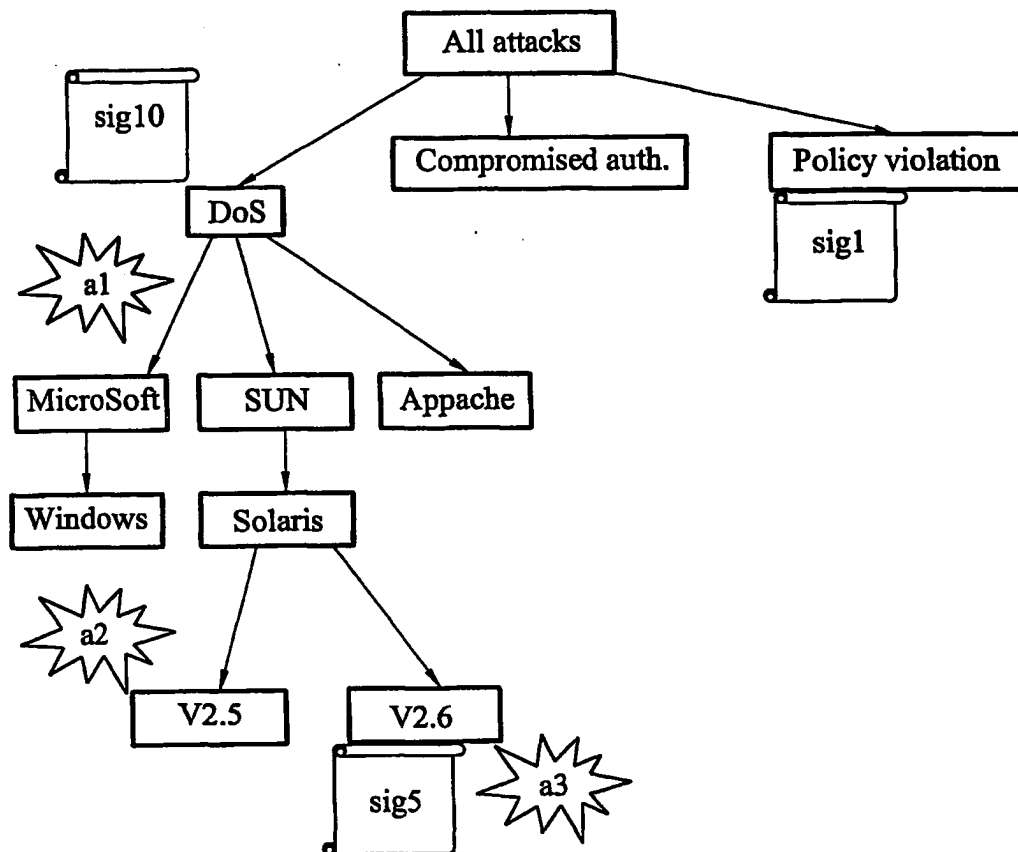 All attacks
sig10
Compromised auth.
Policy violation
DoS
sig1
a1
MicroSoft
SUN
Appache
Windows
Solaris
a2
V2.5
V2.6
a3
sig5